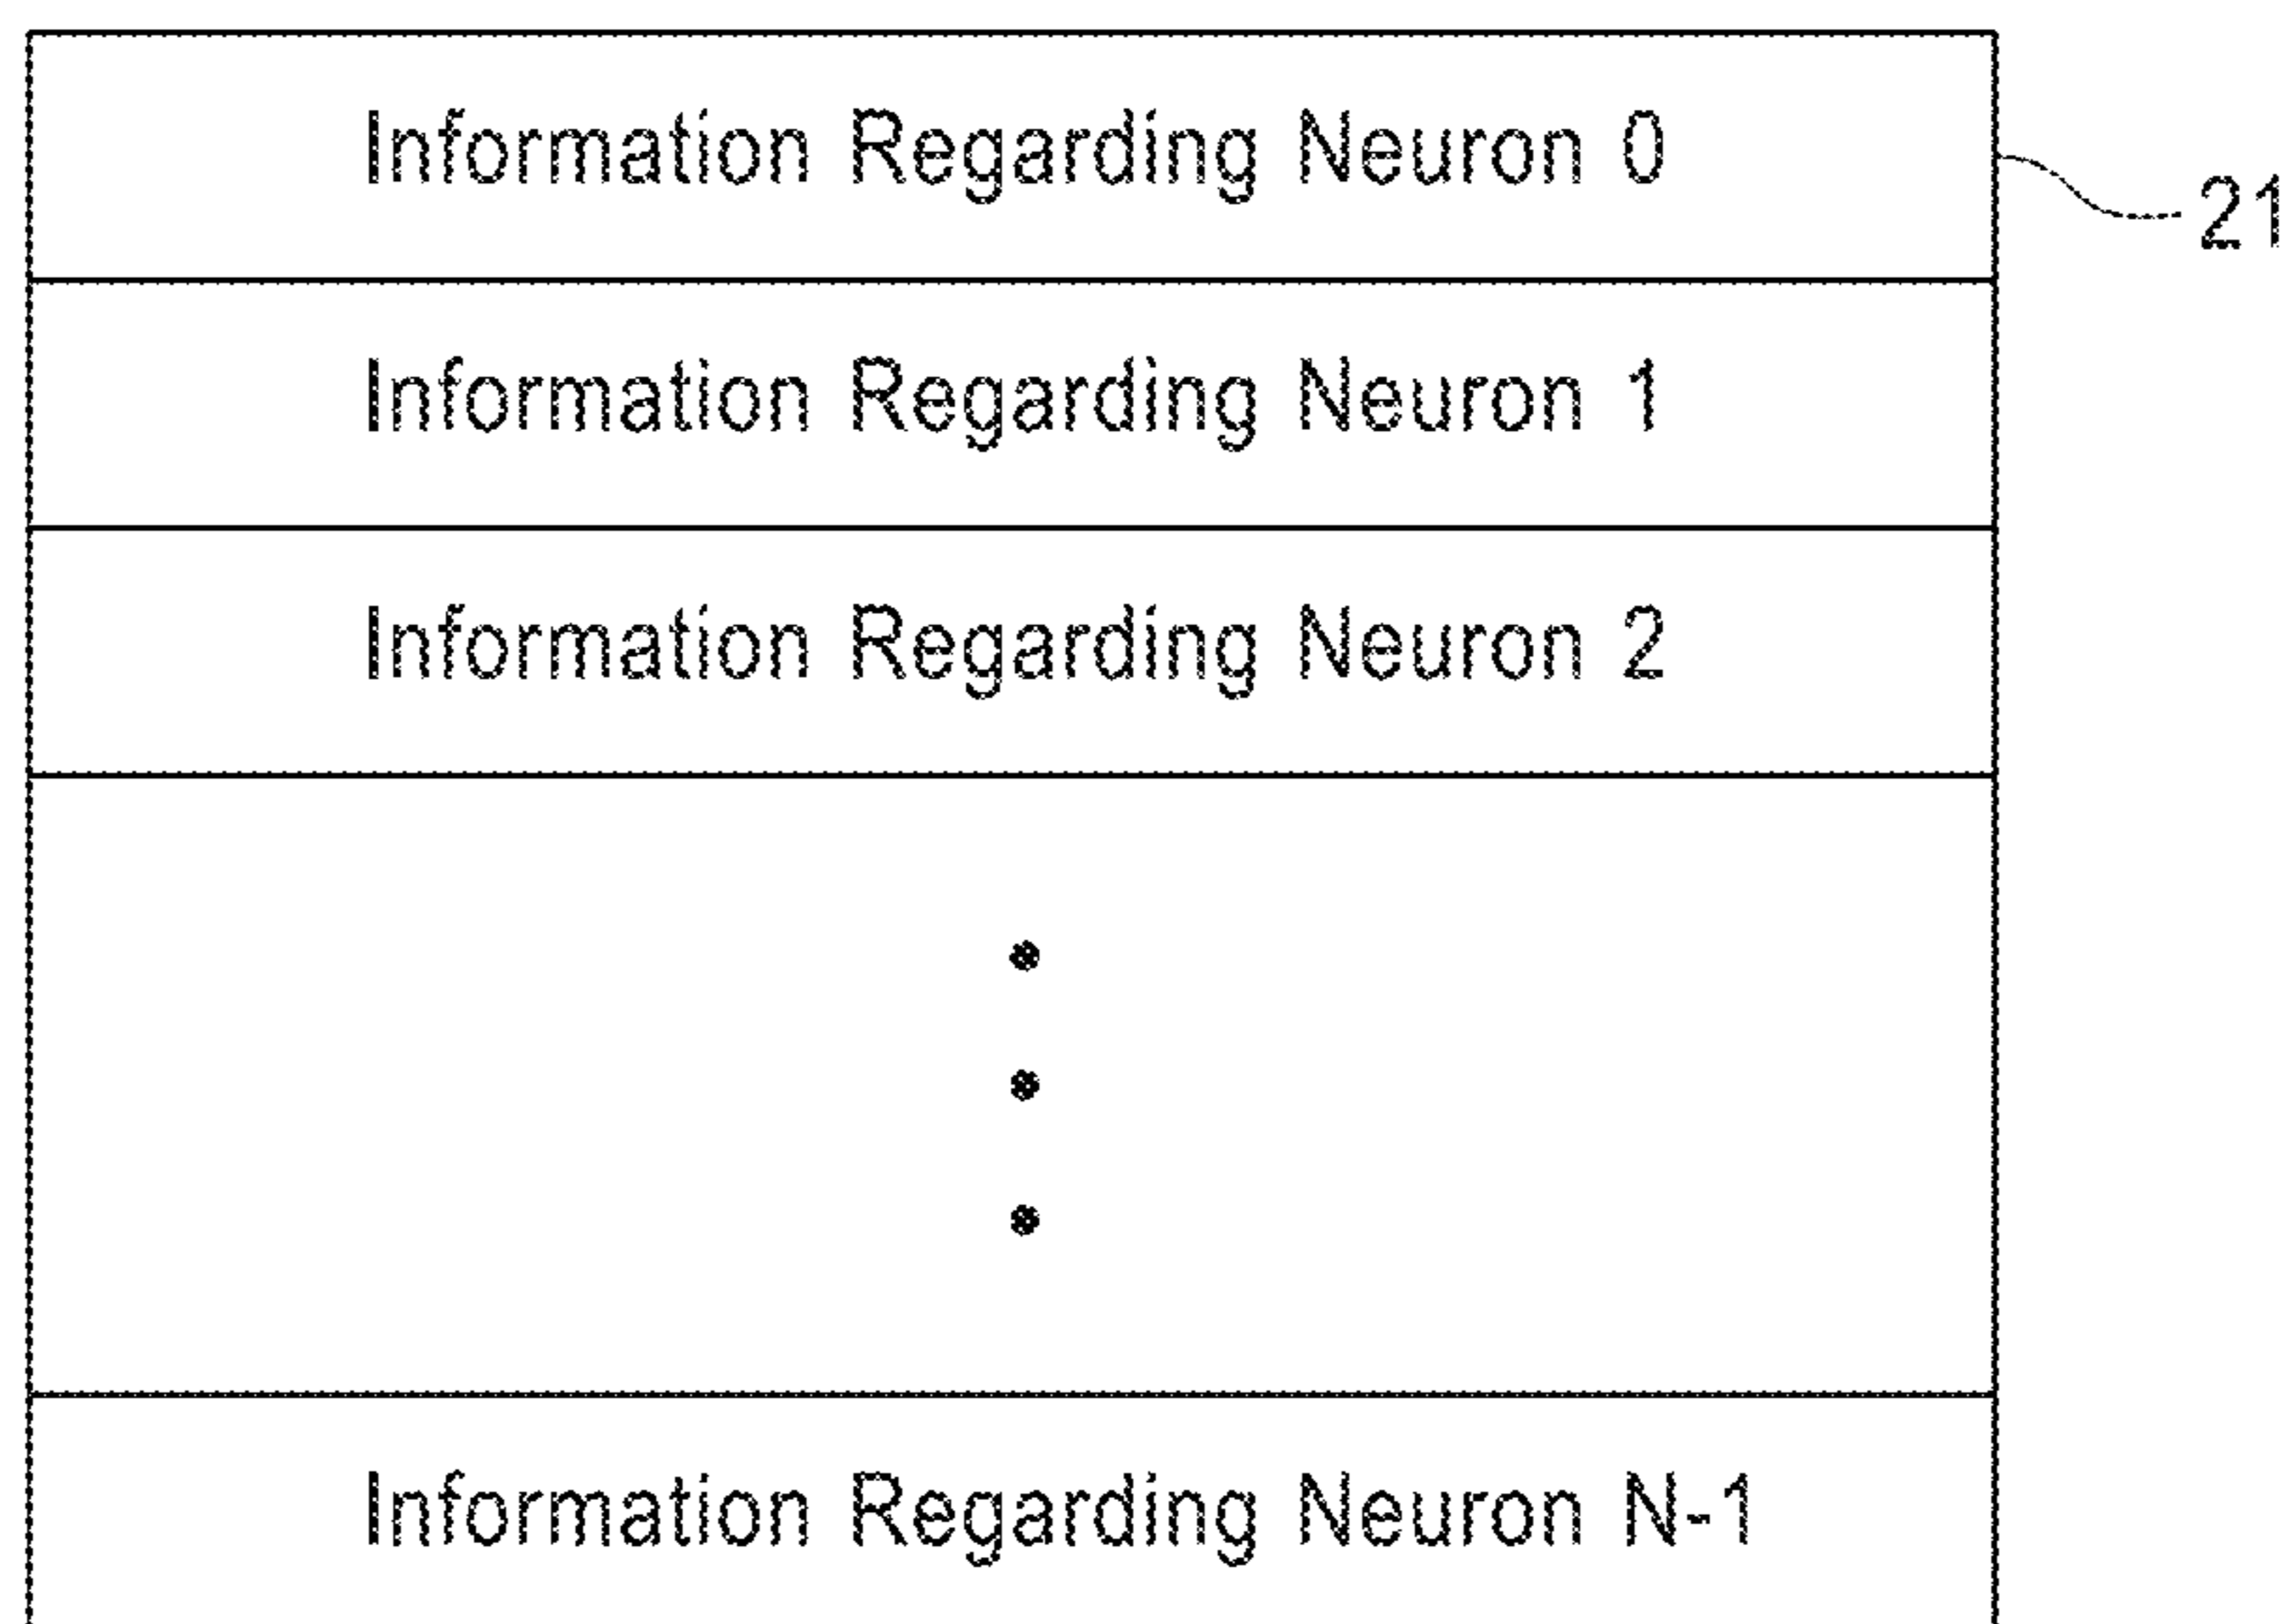 Information Regarding Neuron 0
21
Information Regarding Neuron 1
Information Regarding Neuron 2
Information Regarding Neuron N-1